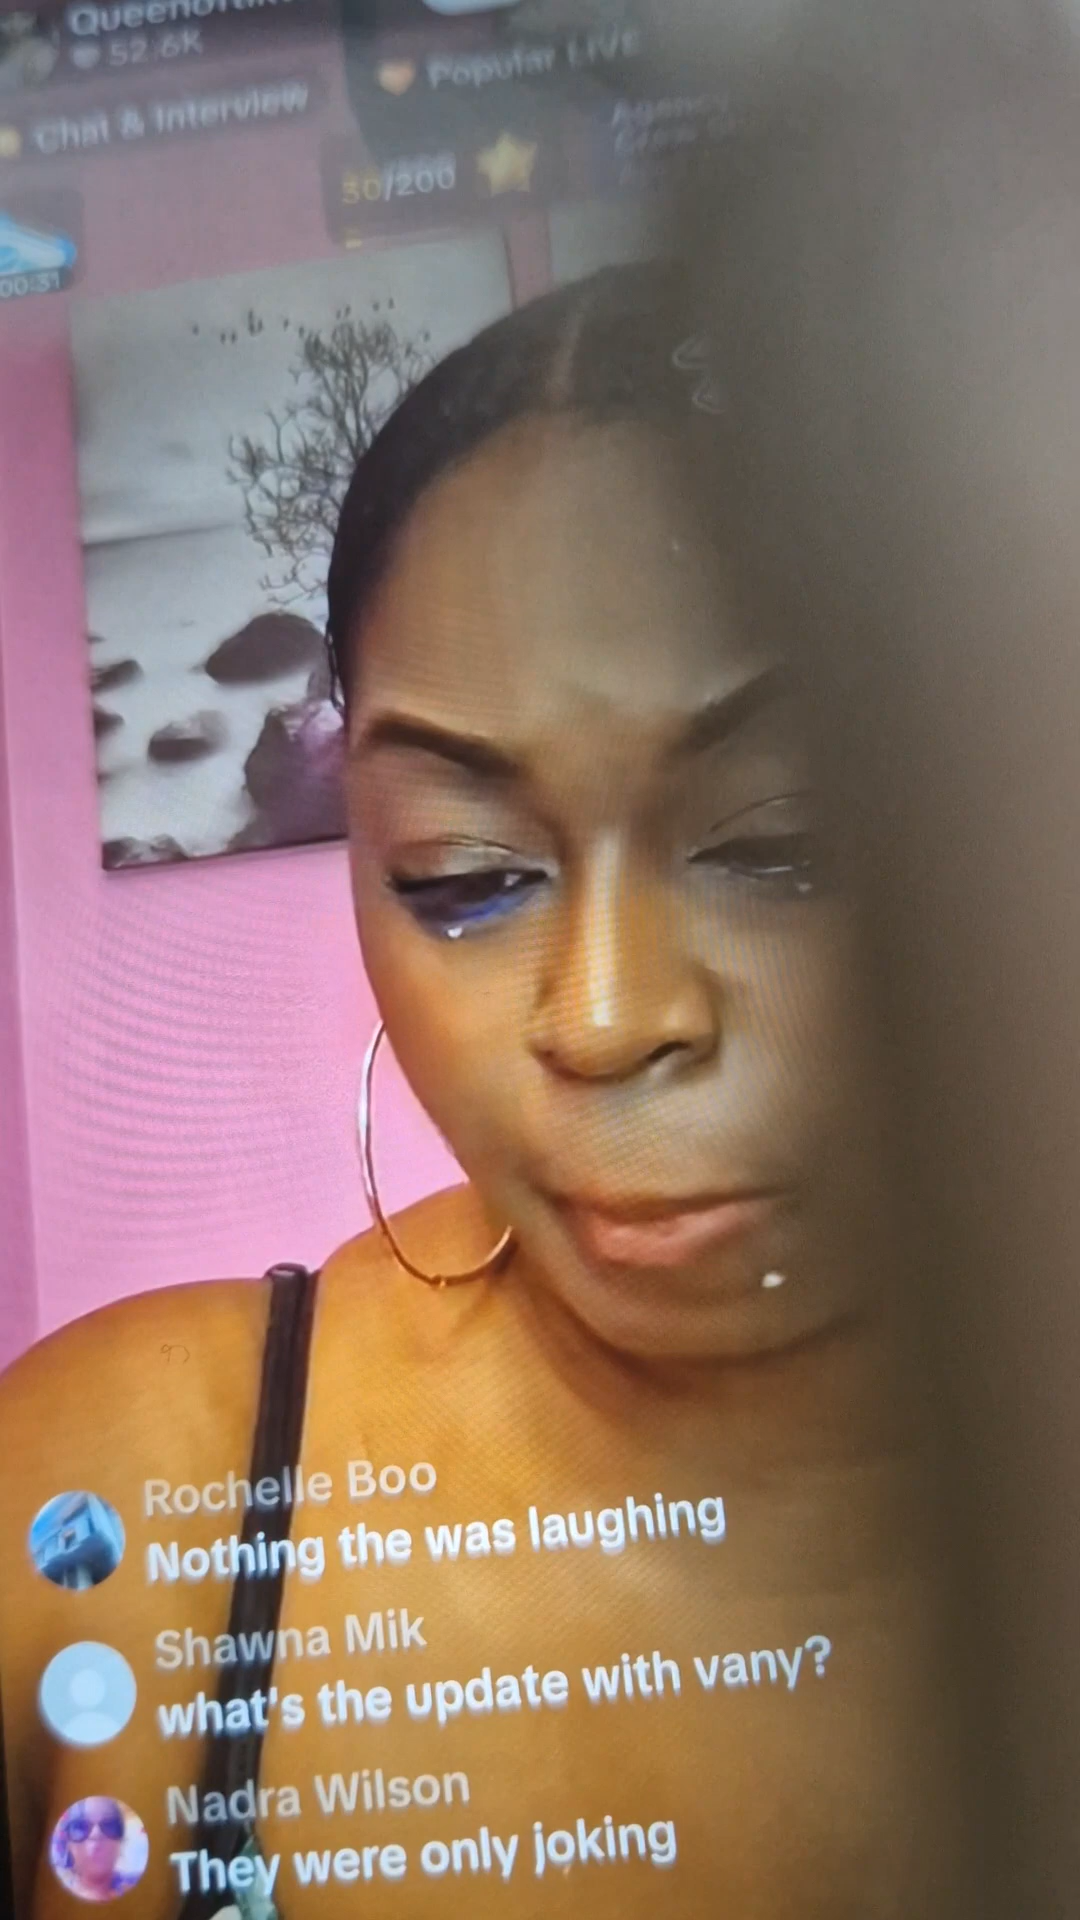 52.6K
Popular LIVE
Chat & Interview
50/200
00:31
Rochelle Boo
Nothing the was laughing
Shawna Mik
what's the update with vany?
Nadra Wilson
They were only joking